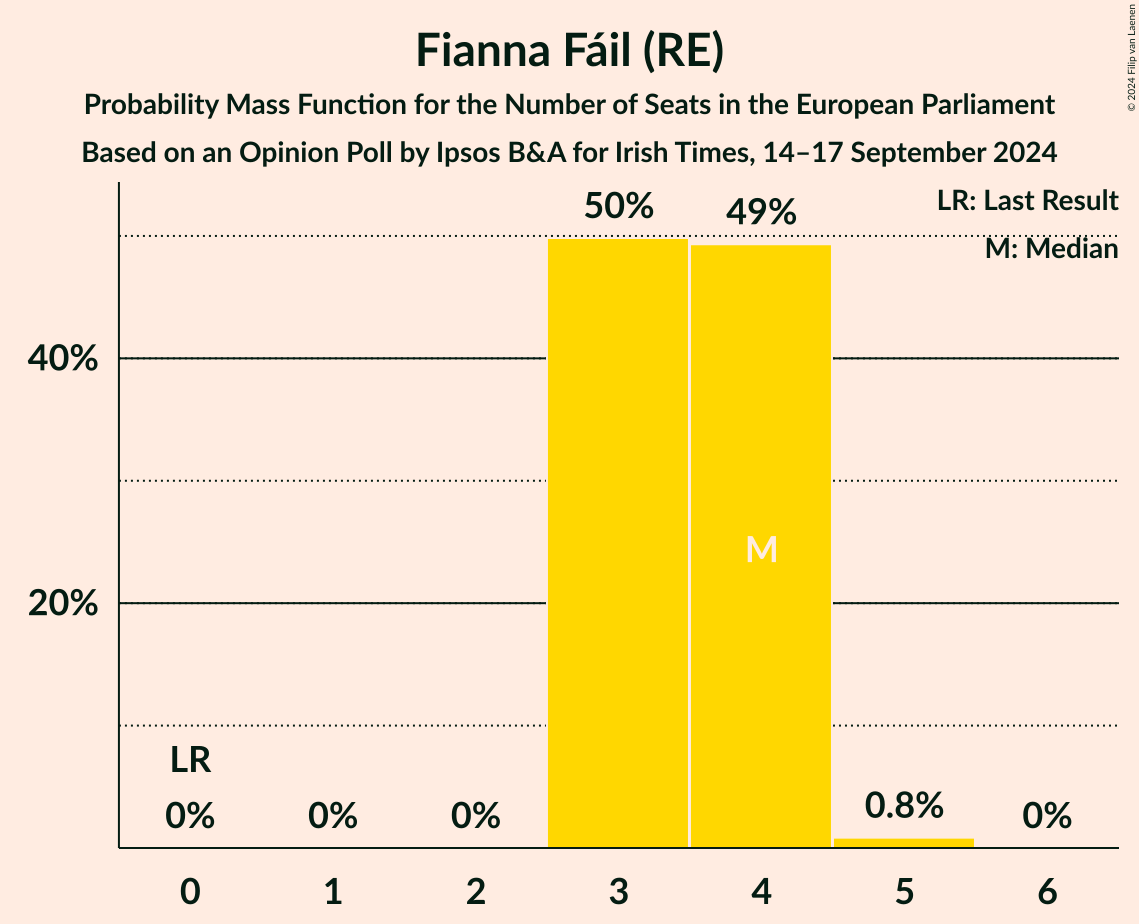 Fianna Fáil (RE)
Probability Mass Function for the Number of Seats in the European Parliament
Based on an Opinion Poll by Ipsos B&A for Irish Times, 14–17 September 2024
© 2024 Filip van Laenen
LR: Last Result
M: Median
50%
49%
40%
20%
M
LR
0%
0%
0%
0.8%
0%
0
1
2
3
4
5
6